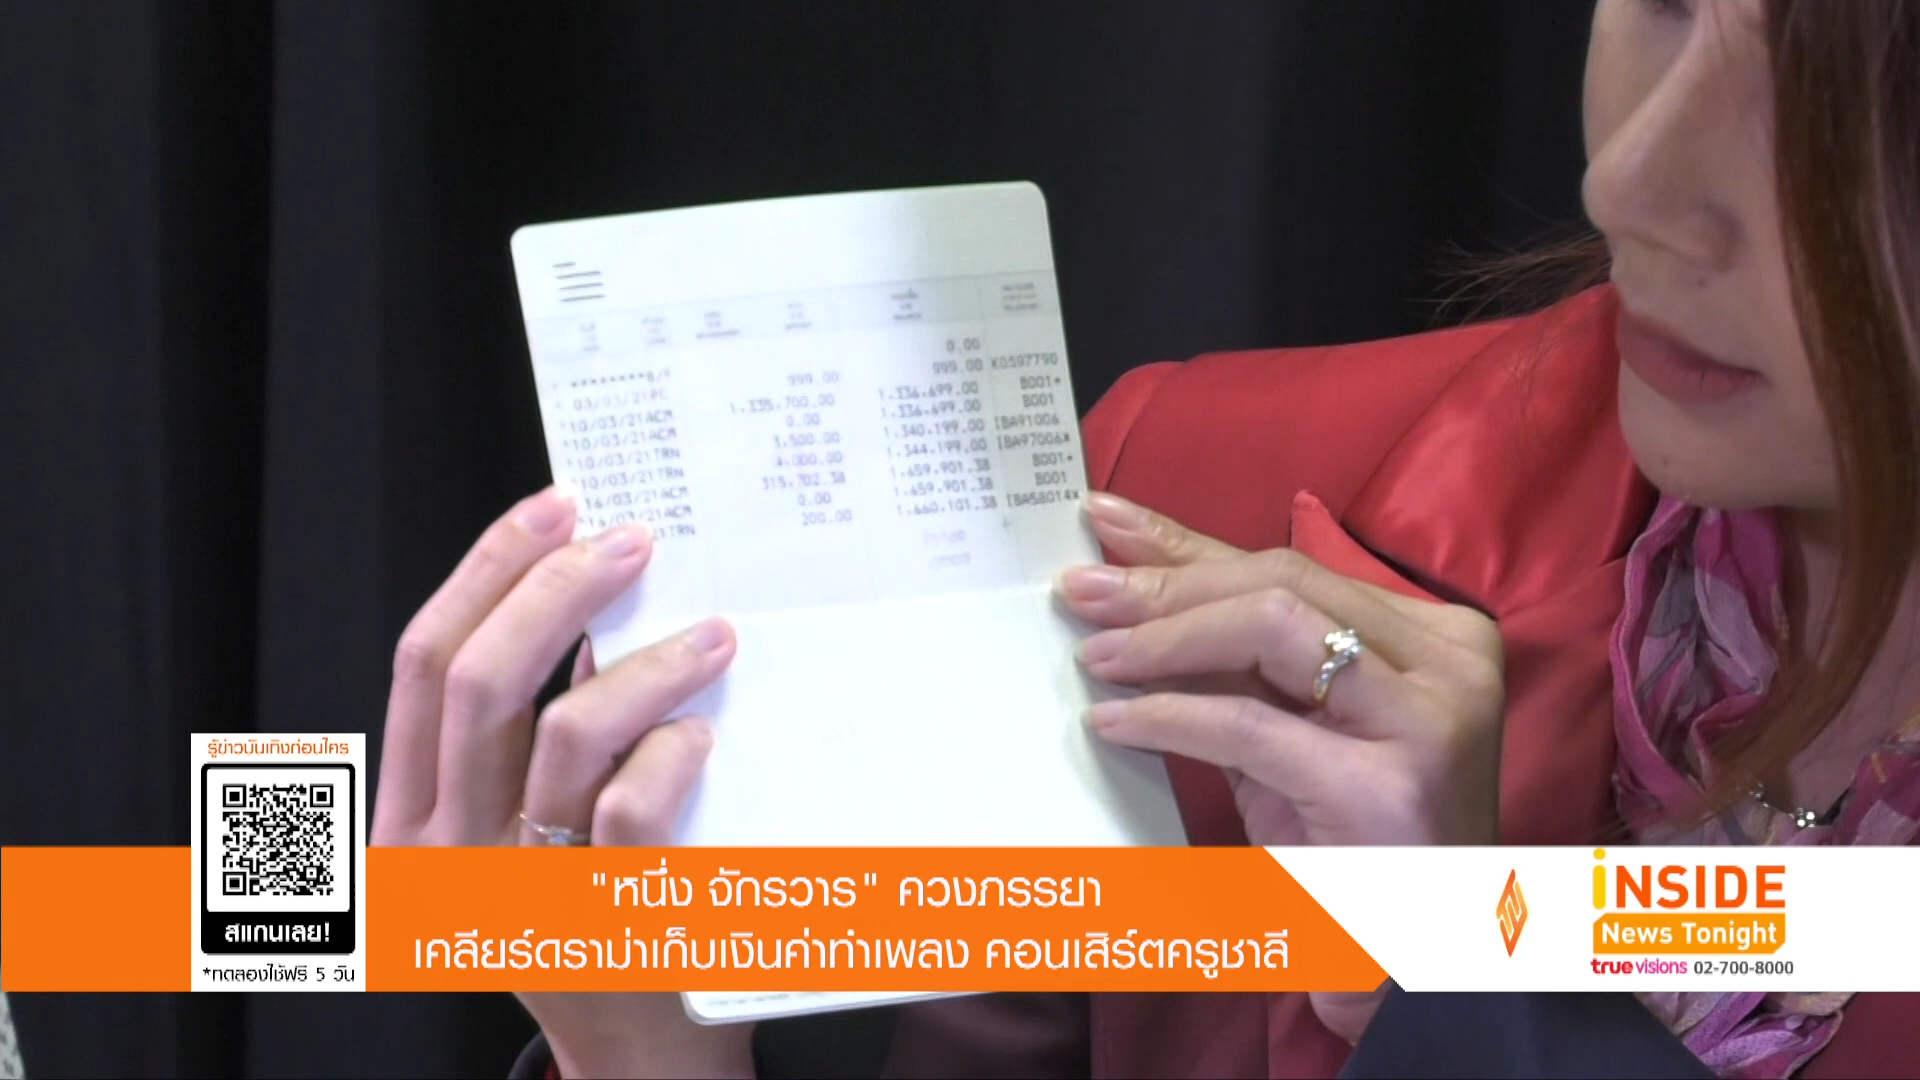 0.00
999.00 999.00 K0597790
10/03/21ACM 1,335,700.00 1,336,699.00 B001*
10/03/21ACM 0.00 1,336,699.00 B001
10/03/21TRN 3,500.00 1,340,199.00 IBA91006
10/03/21TRN 4,000.00 1,344,199.00 IBA97006*
16/03/21ACM 315,702.38 1,659,901.38 B001*
16/03/21ACM 0.00 1,659,901.38 B001
21TRN 200.00 1,660,101.38 IBA58014*
รู้ข่าวบันเทิงก่อนใคร
สแกนเลย!
*ทดลองใช้ฟรี 5 วัน
"หนึ่ง จักรวาร" ควงภรรยา
เคลียร์ดราม่าเก็บเงินค่าทำเพลง คอนเสิร์ตครูชาลี
iNSIDE
News Tonight
truevisions 02-700-8000